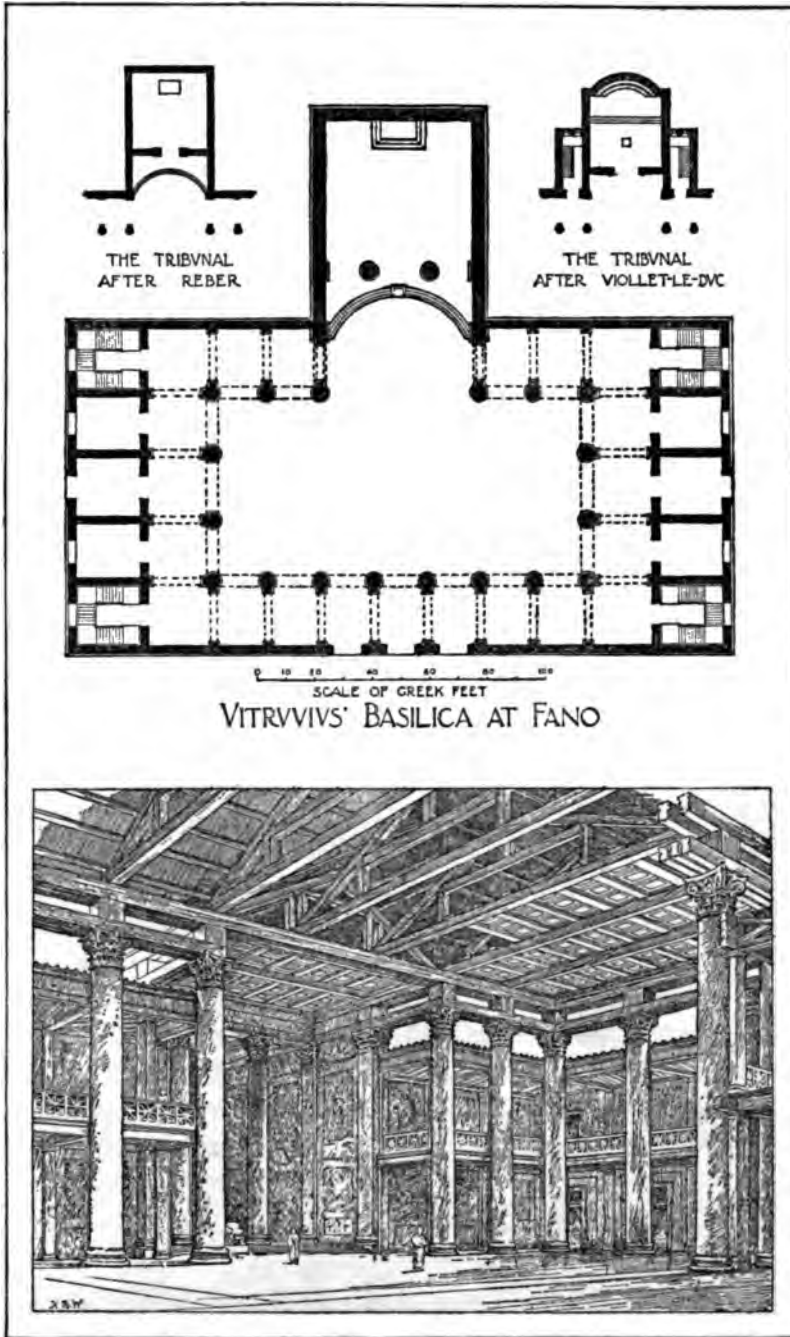 THE TRIBVNAL
AFTER REBER
THE TRIBVNAL
AFTER VIOLLET-LE-DVC
0 10 20 40 60 80 100
SCALE OF GREEK FEET
VITRVVIVS' BASILICA AT FANO